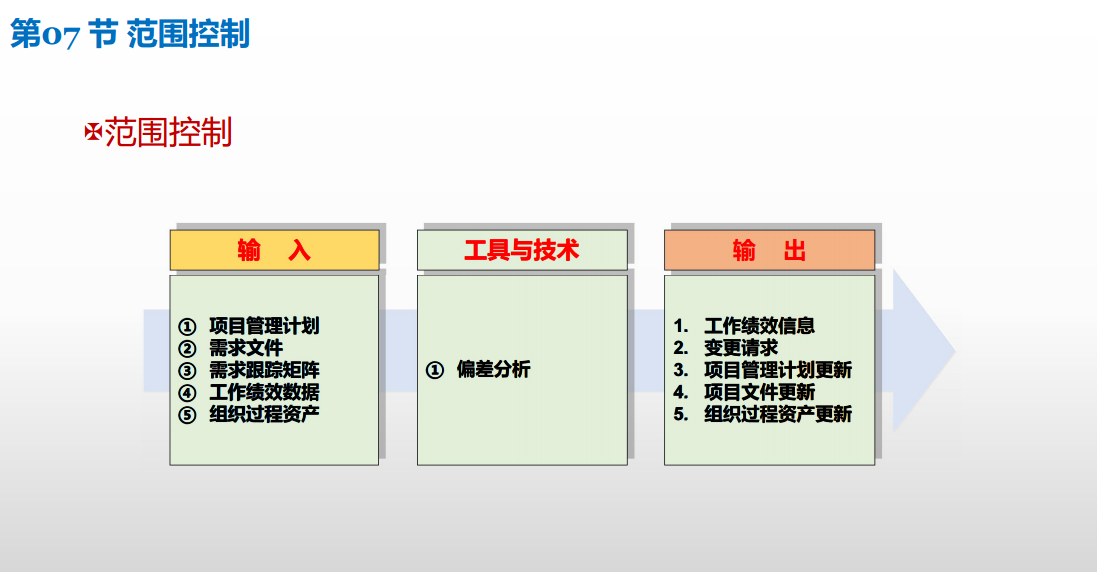 第07 节 范围控制
范围控制
输 入
① 项目管理计划
② 需求文件
③ 需求跟踪矩阵
④ 工作绩效数据
⑤ 组织过程资产
工具与技术
① 偏差分析
输 出
1. 工作绩效信息
2. 变更请求
3. 项目管理计划更新
4. 项目文件更新
5. 组织过程资产更新